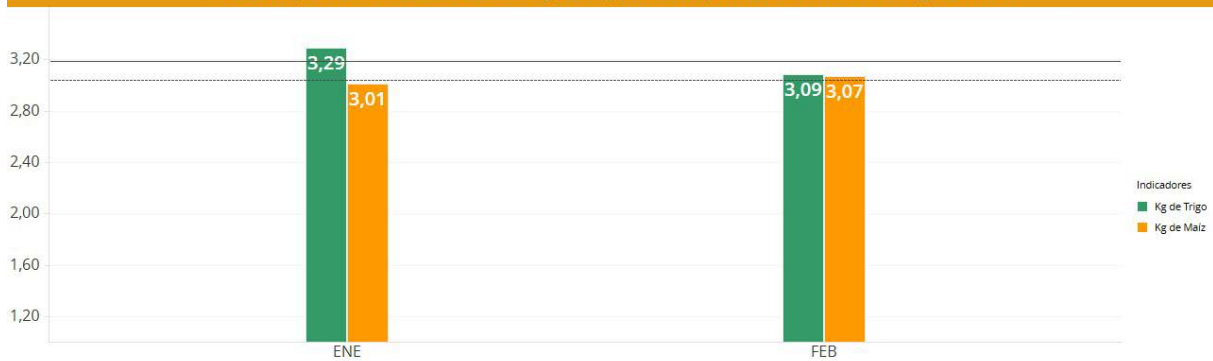 3,20
2,80
2,40
2,00
1,60
1,20
3,29
3,01
3,09
3,07
ENE
FEB
Indicadores
Kg de Trigo
Kg de Maíz